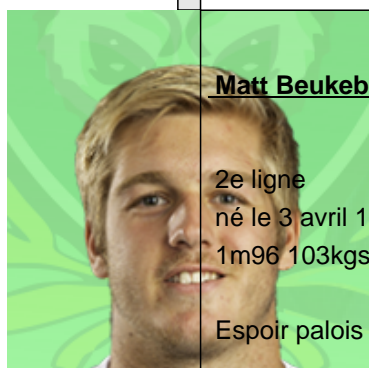 Matt Beukeb
2e ligne
né le 3 avril 1
1m96 103kgs
Espoir palois